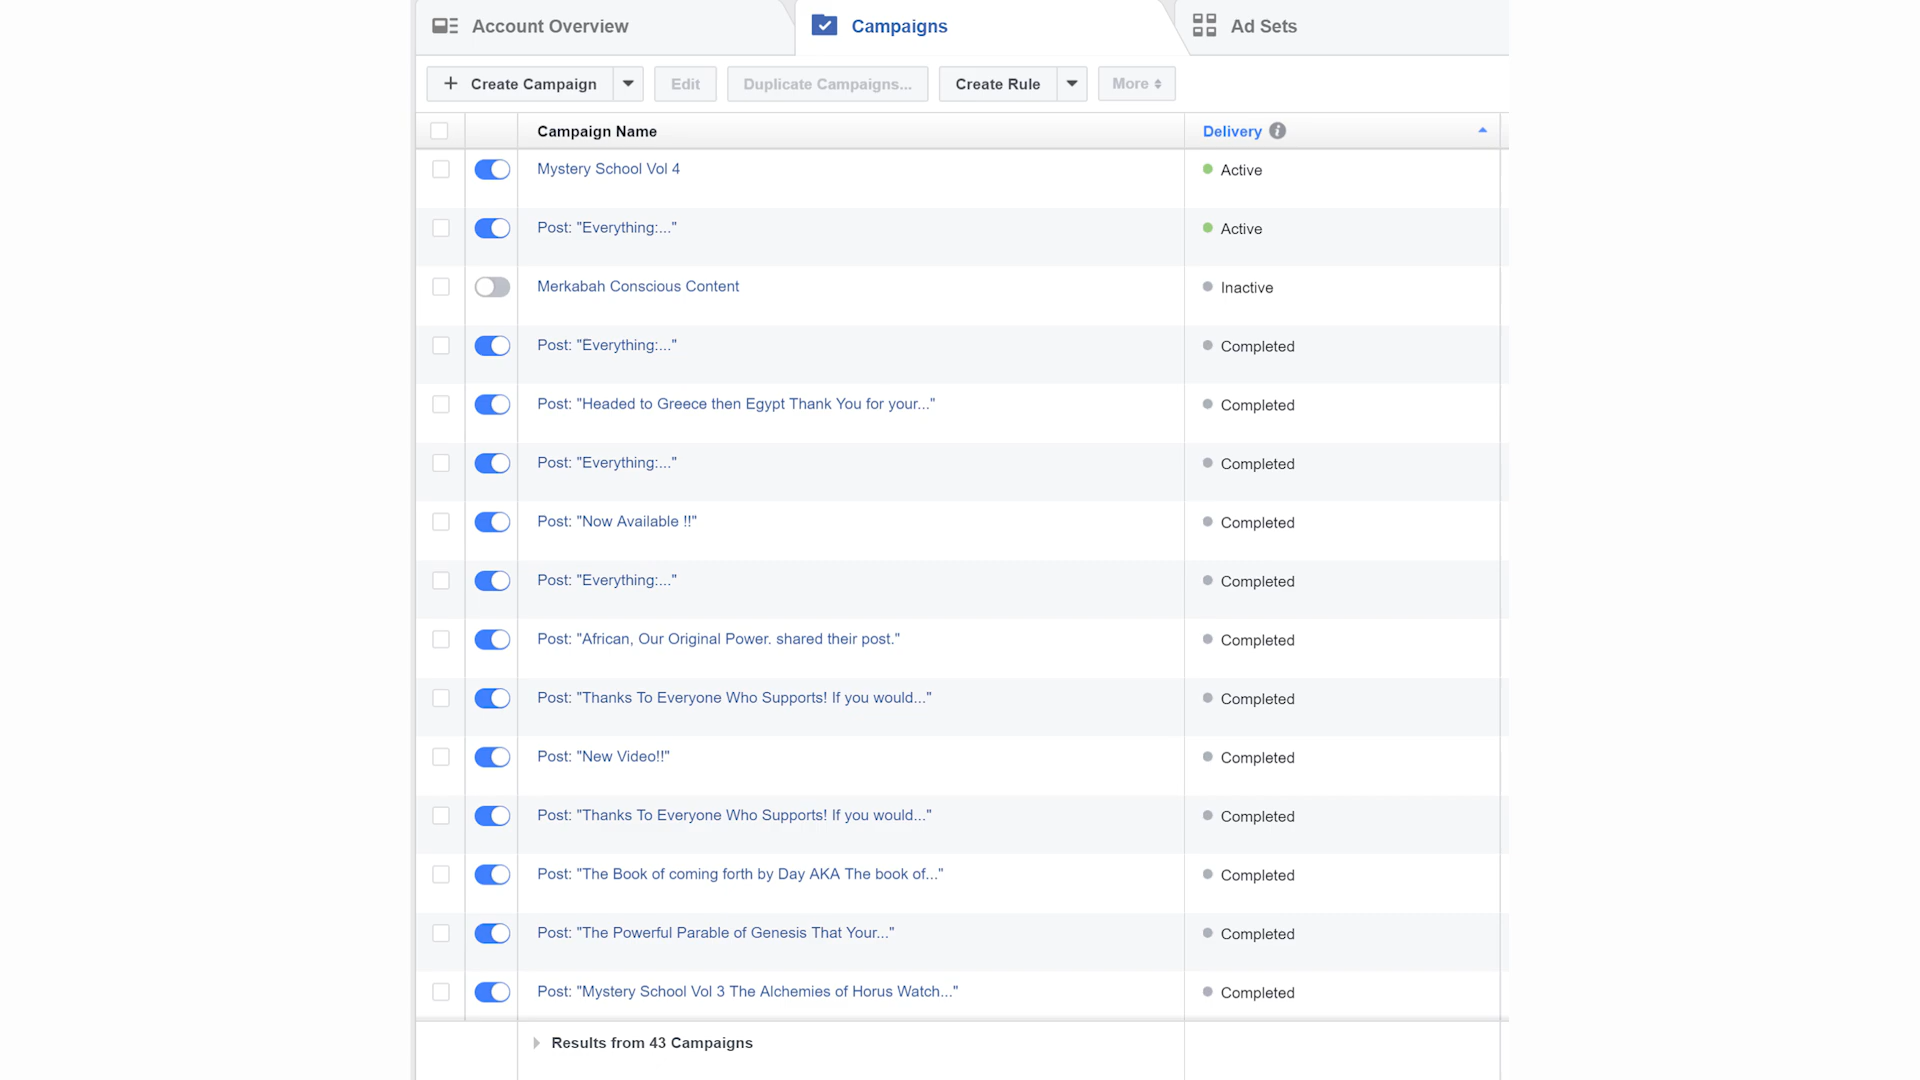 Account Overview
Campaigns
Ad Sets
+ Create Campaign
Edit
Duplicate Campaigns...
Create Rule
More
Campaign Name
Delivery
Mystery School Vol 4
Active
Post: "Everything:..."
Active
Merkabah Conscious Content
Inactive
Post: "Everything:..."
Completed
Post: "Headed to Greece then Egypt Thank You for your..."
Completed
Post: "Everything:..."
Completed
Post: "Now Available !!"
Completed
Post: "Everything:..."
Completed
Post: "African, Our Original Power. shared their post."
Completed
Post: "Thanks To Everyone Who Supports! If you would..."
Completed
Post: "New Video!!"
Completed
Post: "Thanks To Everyone Who Supports! If you would..."
Completed
Post: "The Book of coming forth by Day AKA The book of..."
Completed
Post: "The Powerful Parable of Genesis That Your..."
Completed
Post: "Mystery School Vol 3 The Alchemies of Horus Watch..."
Completed
Results from 43 Campaigns